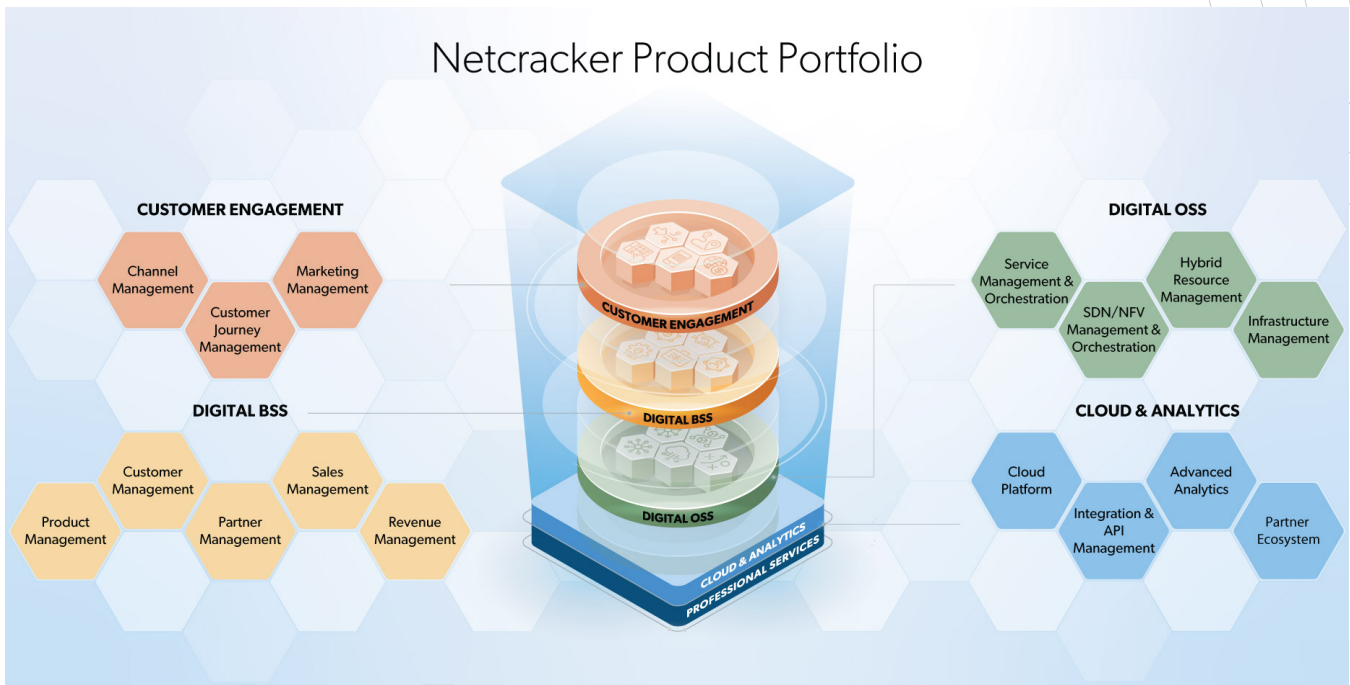 Netcracker Product Portfolio
CUSTOMER ENGAGEMENT
Channel
Management
Marketing
Management
Customer
Journey
Management
DIGITAL BSS
Customer
Management
Sales
Management
Product
Management
Partner
Management
Revenue
Management
CUSTOMER ENGAGEMENT
DIGITAL BSS
DIGITAL OSS
CLOUD & ANALYTICS
PROFESSIONAL SERVICES
DIGITAL OSS
Service
Management &
Orchestration
Hybrid
Resource
Management
SDN/NFV
Management &
Orchestration
Infrastructure
Management
CLOUD & ANALYTICS
Cloud
Platform
Advanced
Analytics
Integration &
API
Management
Partner
Ecosystem